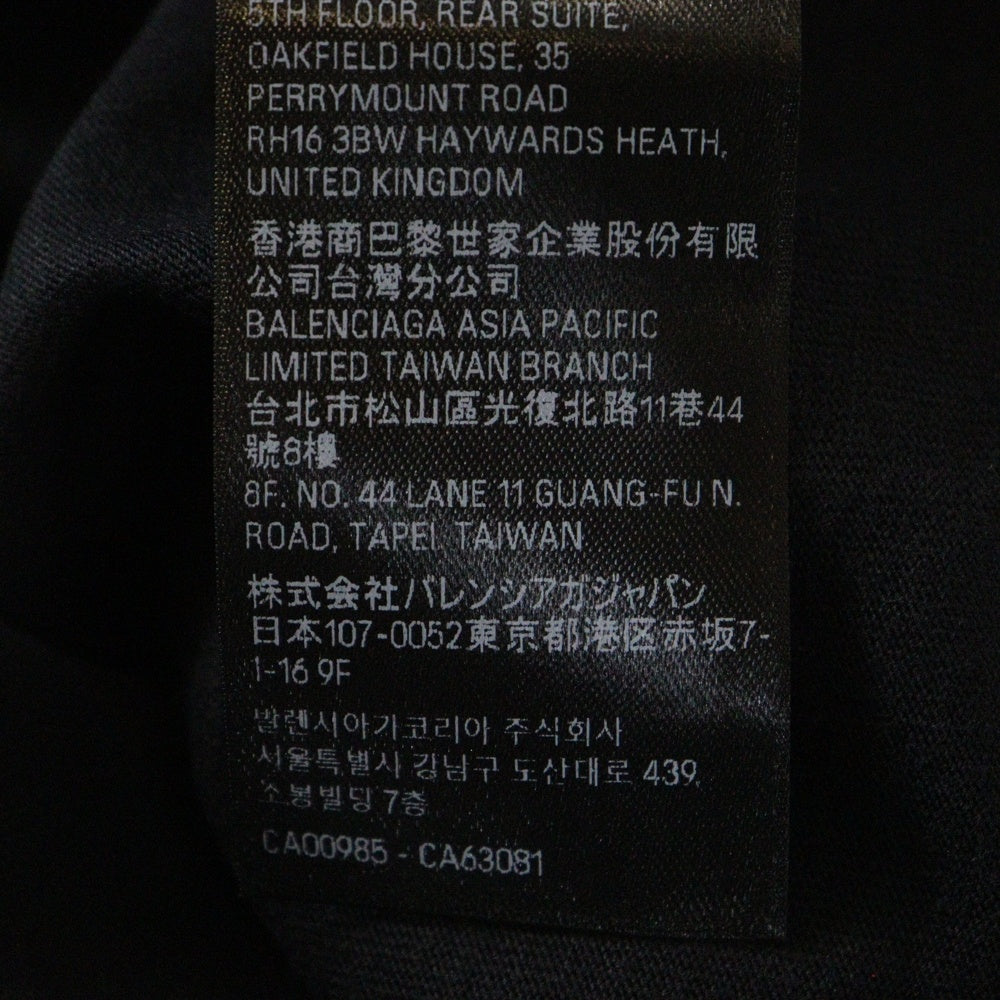 5TH FLOOR, REAR SUITE,
OAKFIELD HOUSE, 35
PERRYMOUNT ROAD
RH16 3BW HAYWARDS HEATH,
UNITED KINGDOM
香港商巴黎世家企業股份有限
公司台灣分公司
BALENCIAGA ASIA PACIFIC
LIMITED TAIWAN BRANCH
台北市松山區光復北路11巷44
號8樓
8F. NO. 44 LANE 11 GUANG-FU N.
ROAD, TAPEI, TAIWAN
株式会社バレンシアガジャパン
日本107-0052東京都港区赤坂7-
1-16 9F
발렌시아가코리아 주식회사
서울특별시 강남구 도산대로 439,
소봉빌딩 7층
CA00985 - CA63081